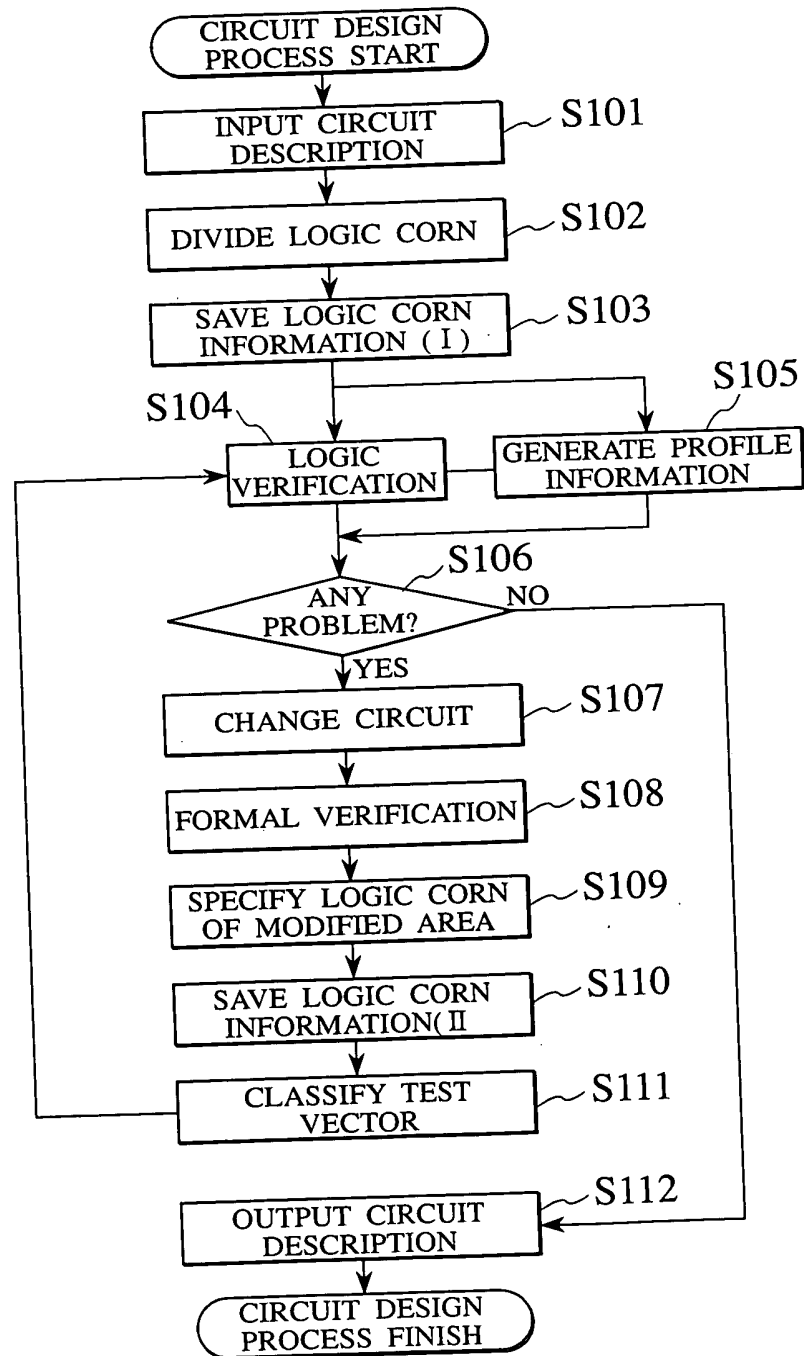 CIRCUIT DESIGN
PROCESS START
INPUT CIRCUIT
DESCRIPTION
S101
DIVIDE LOGIC CORN
S102
SAVE LOGIC CORN
INFORMATION (Ⅰ)
S103
S104
LOGIC
VERIFICATION
S105
GENERATE PROFILE
INFORMATION
S106
ANY
PROBLEM?
NO
YES
CHANGE CIRCUIT
S107
FORMAL VERIFICATION
S108
SPECIFY LOGIC CORN
OF MODIFIED AREA
S109
SAVE LOGIC CORN
INFORMATION(Ⅱ
S110
CLASSIFY TEST
VECTOR
S111
OUTPUT CIRCUIT
DESCRIPTION
S112
CIRCUIT DESIGN
PROCESS FINISH